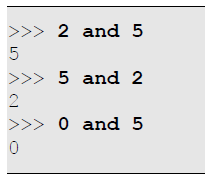 >>> 2 and 5
5
>>> 5 and 2
2
>>> 0 and 5
0